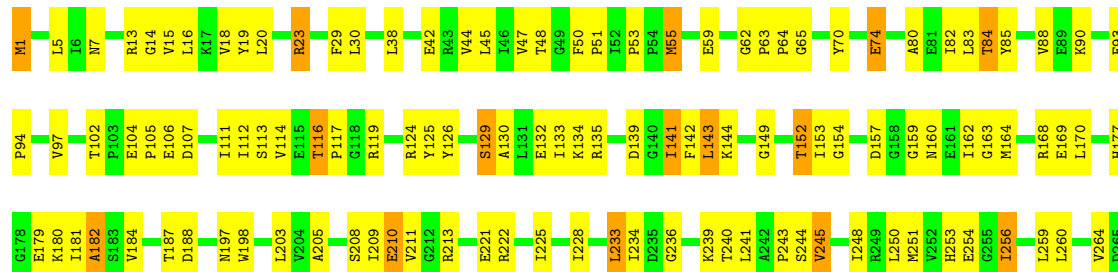 M1 L5 I6 N7 R13 G14 V15 L16 K17 V18 Y19 L20 R23 F29 L30 L38 E42 R43 V44 L45 I46 V47 T48 G49 F50 P51 I52 P53 P54 M55 E59 G62 P63 P64 G65 Y70 E74 A80 E81 I82 L83 T84 Y85 V88 E89 K90
P94 V97 T102 P103 E104 P105 E106 D107 I111 I112 S113 V114 E115 T116 P117 G118 R119 R124 Y125 Y126 S129 A130 L131 E132 I133 K134 R135 D139 G140 I141 F142 L143 K144 G149 T152 I153 G154 D157 G158 G159 N160 E161 I162 G163 M164 R168 E169 L170 H177
G178 E179 K180 I181 A182 S183 V184 T187 D188 N197 W198 L203 V204 A205 S208 I209 E210 V211 G212 R213 E221 R222 I225 I228 L233 I234 D235 G236 K239 T240 L241 A242 P243 S244 V245 I248 R249 L250 M251 V252 H253 E254 G255 I256 L259 L260 V264